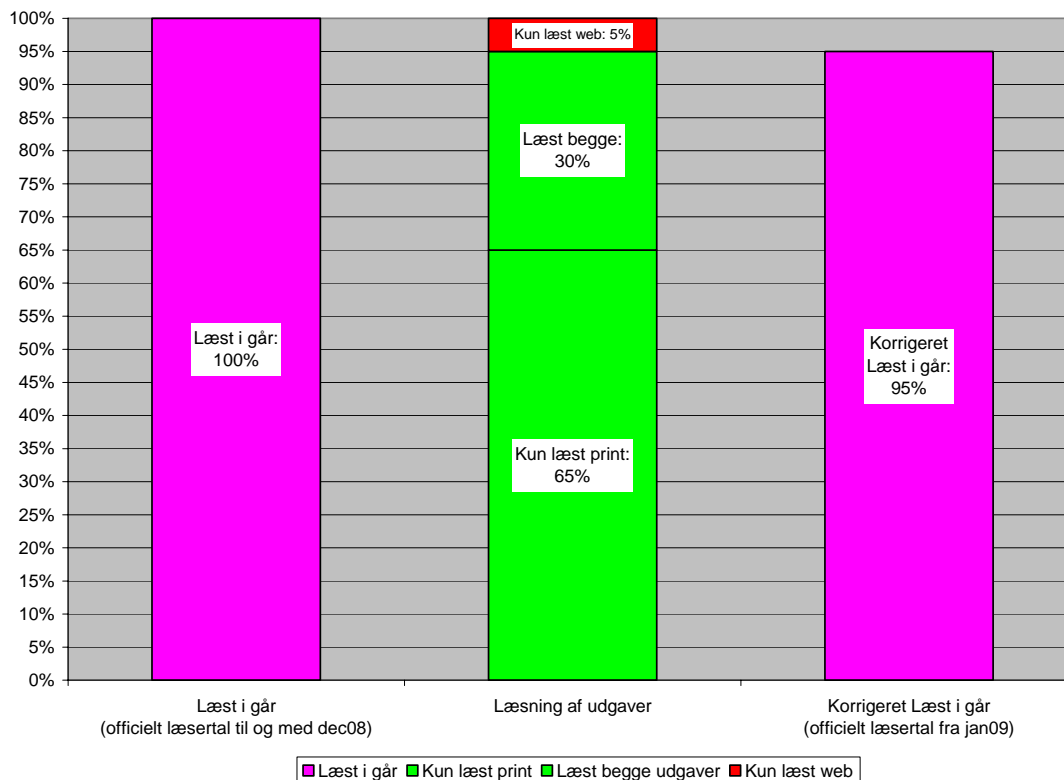 100%
95%
90%
85%
80%
75%
70%
65%
60%
55%
50%
45%
40%
35%
30%
25%
20%
15%
10%
5%
0%
Læst i går:
100%
Kun læst web: 5%
Læst begge:
30%
Kun læst print:
65%
Korrigeret
Læst i går:
95%
Læst i går
(officielt læsertal til og med dec08)
Læsning af udgaver
Korrigeret Læst i går
(officielt læsertal fra jan09)
Læst i går Kun læst print Læst begge udgaver Kun læst web